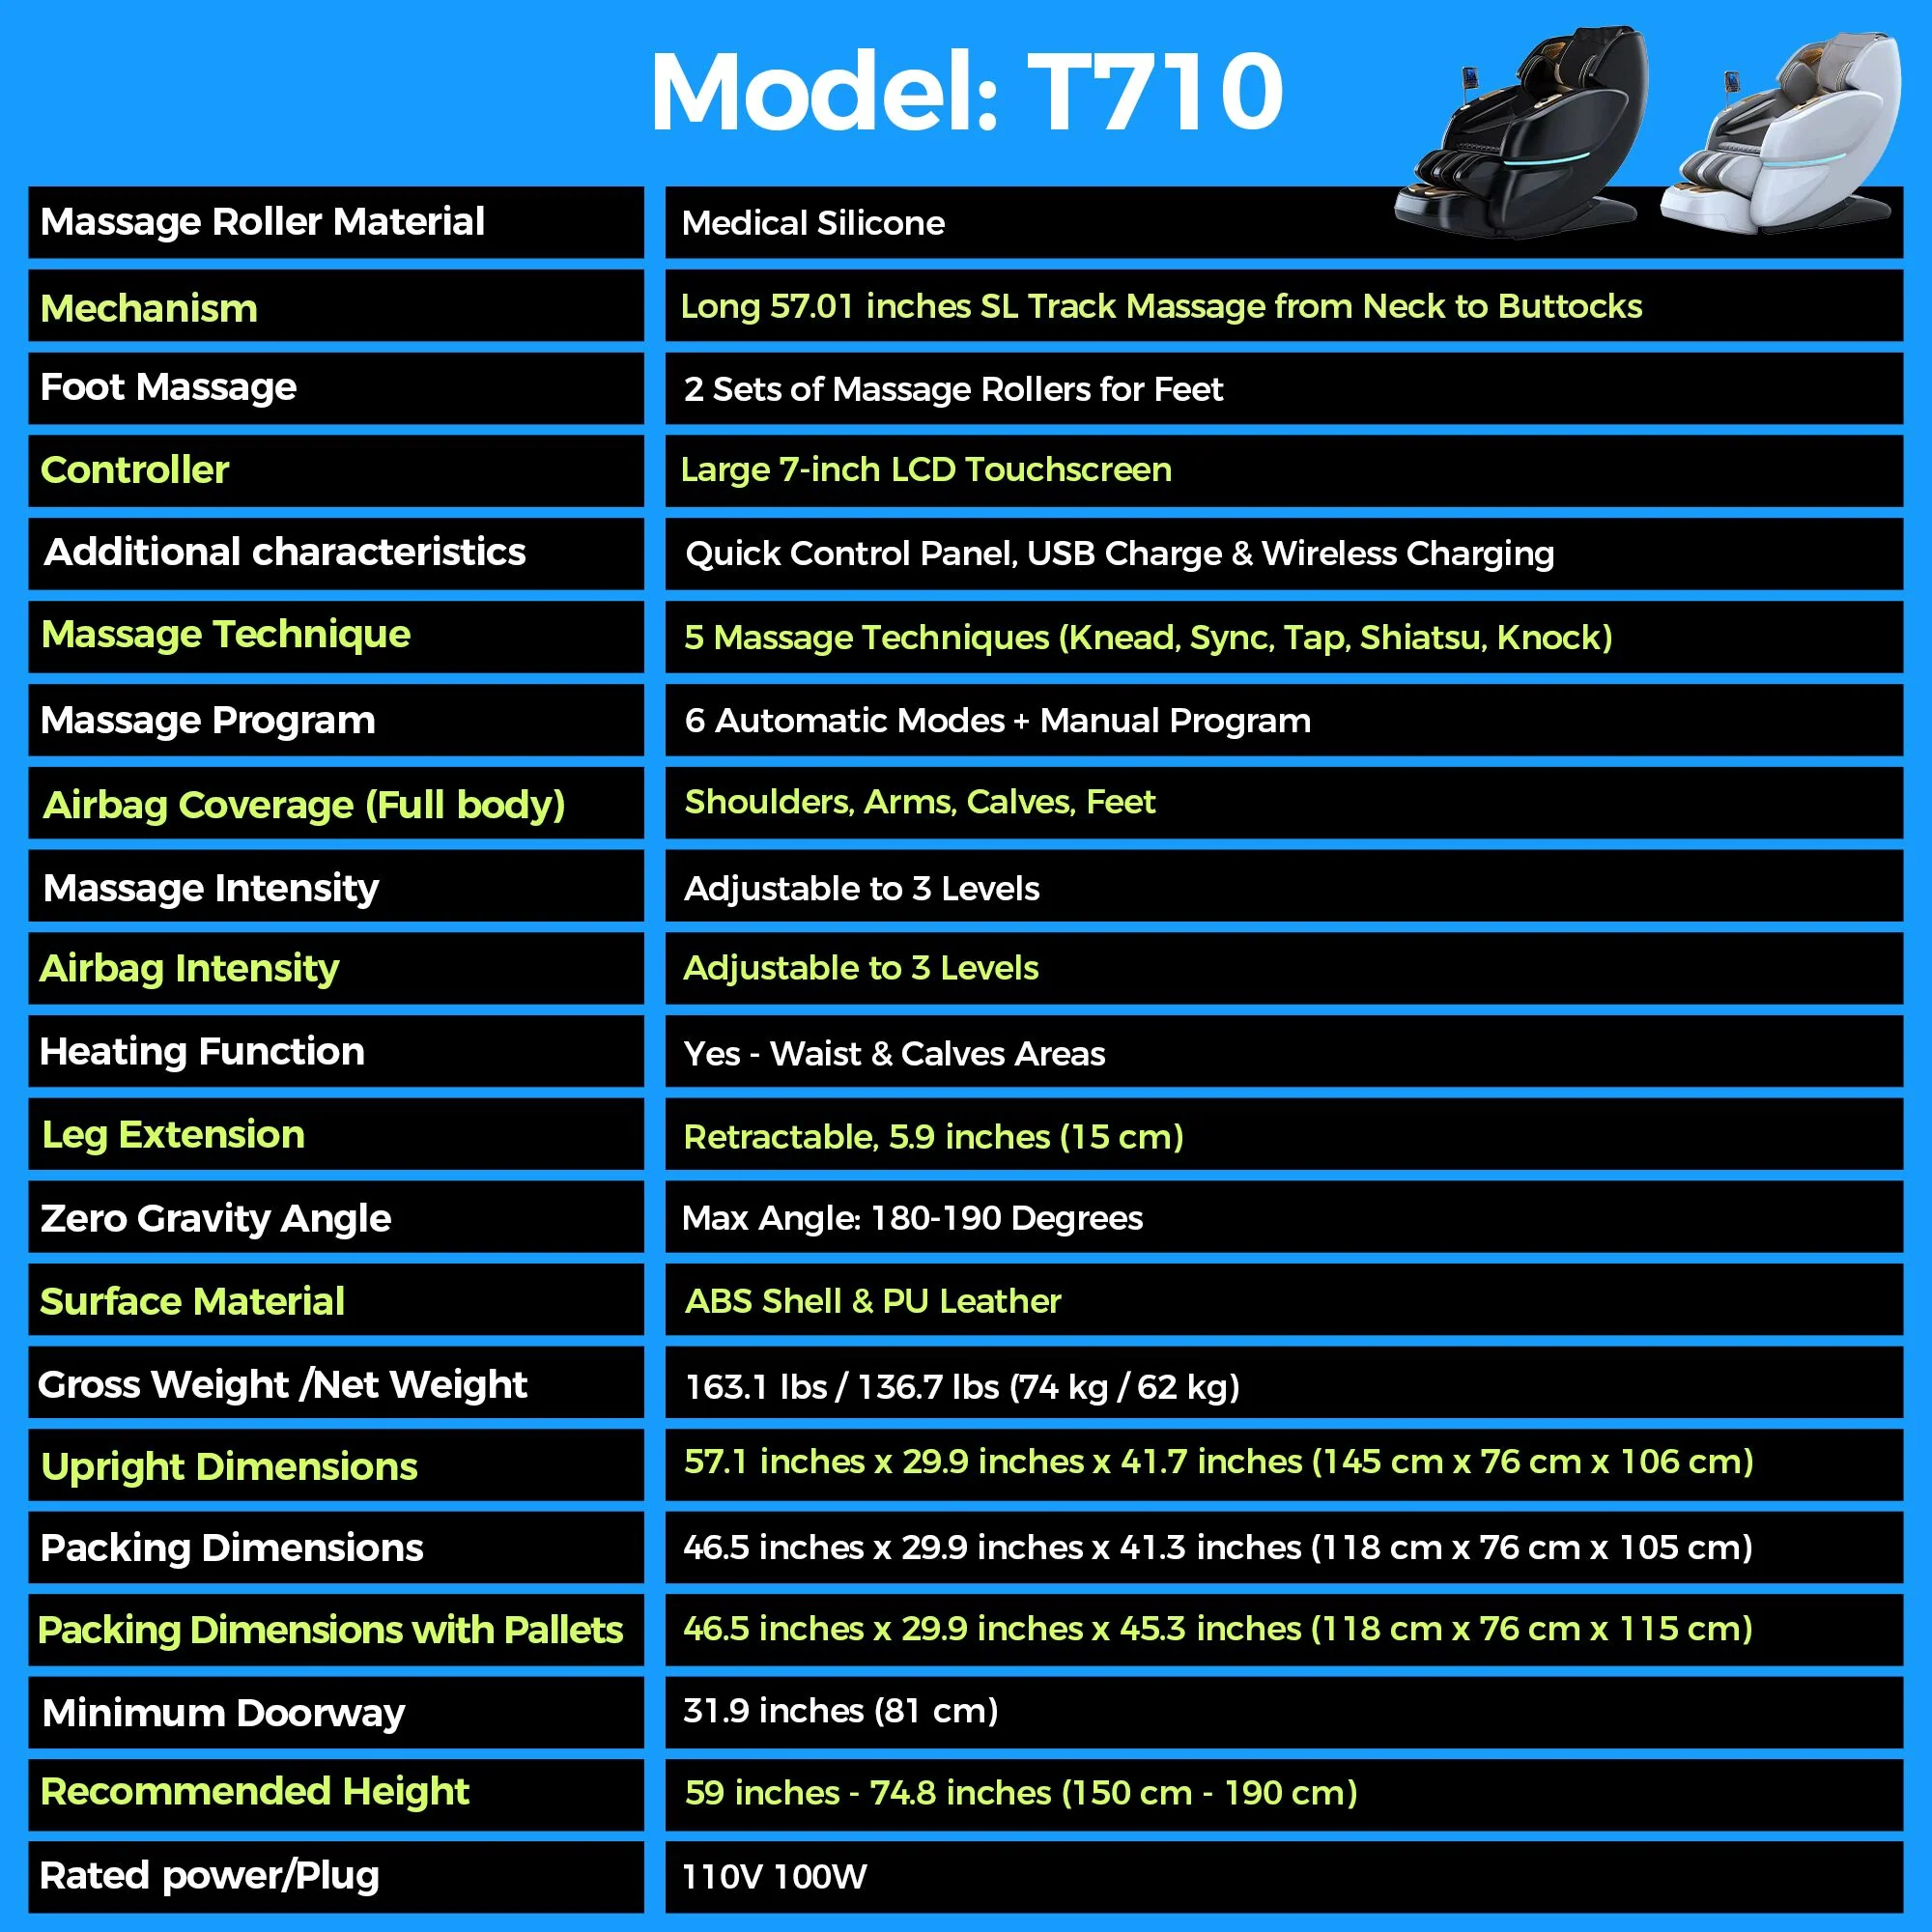 Model: T710
Massage Roller Material
Medical Silicone
Mechanism
Long 57.01 inches SL Track Massage from Neck to Buttocks
Foot Massage
2 Sets of Massage Rollers for Feet
Controller
Large 7-inch LCD Touchscreen
Additional characteristics
Quick Control Panel, USB Charge & Wireless Charging
Massage Technique
5 Massage Techniques (Knead, Sync, Tap, Shiatsu, Knock)
Massage Program
6 Automatic Modes + Manual Program
Airbag Coverage (Full body)
Shoulders, Arms, Calves, Feet
Massage Intensity
Adjustable to 3 Levels
Airbag Intensity
Adjustable to 3 Levels
Heating Function
Yes - Waist & Calves Areas
Leg Extension
Retractable, 5.9 inches (15 cm)
Zero Gravity Angle
Max Angle: 180-190 Degrees
Surface Material
ABS Shell & PU Leather
Gross Weight /Net Weight
163.1 lbs / 136.7 lbs (74 kg / 62 kg)
Upright Dimensions
57.1 inches x 29.9 inches x 41.7 inches (145 cm x 76 cm x 106 cm)
Packing Dimensions
46.5 inches x 29.9 inches x 41.3 inches (118 cm x 76 cm x 105 cm)
Packing Dimensions with Pallets
46.5 inches x 29.9 inches x 45.3 inches (118 cm x 76 cm x 115 cm)
Minimum Doorway
31.9 inches (81 cm)
Recommended Height
59 inches - 74.8 inches (150 cm - 190 cm)
Rated power/Plug
110V 100W